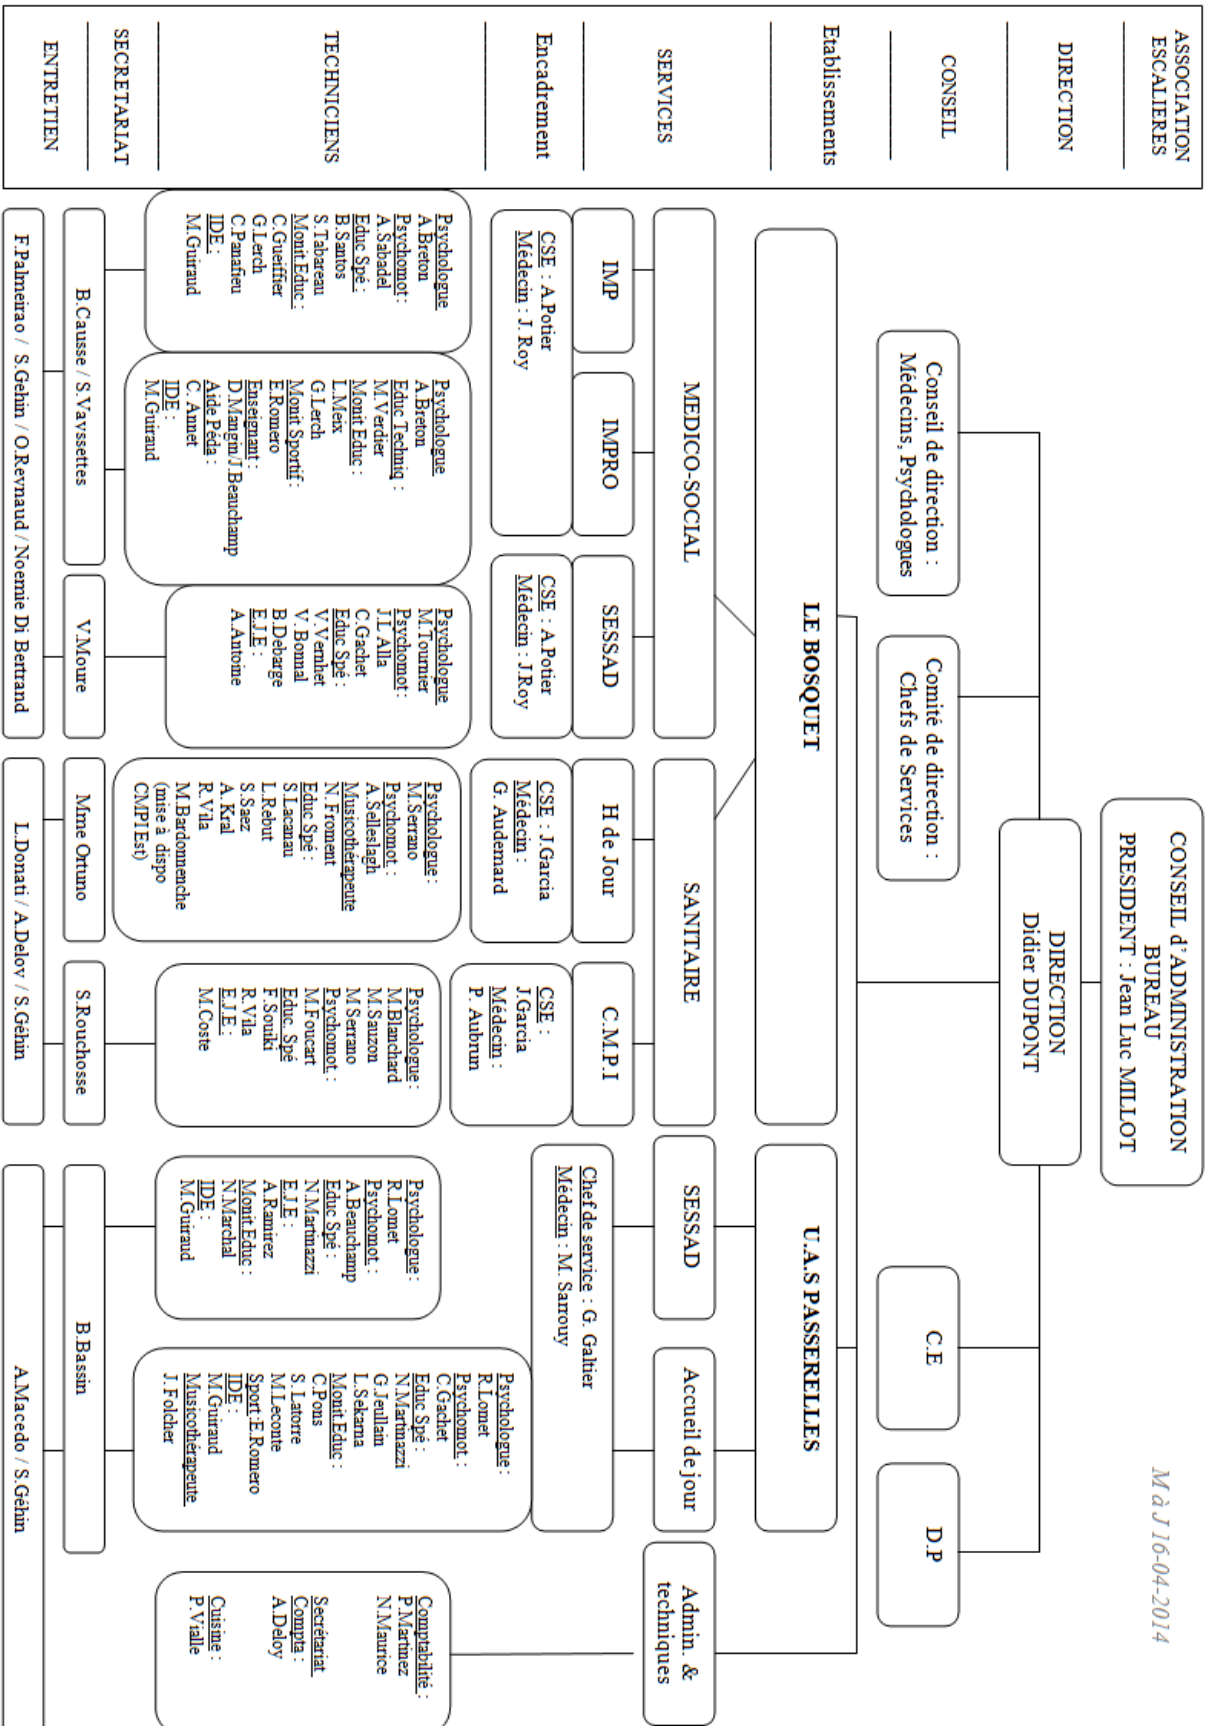 M à J 16-04-2014
ASSOCIATION
ESCALIERES
CONSEIL d'ADMINISTRATION
BUREAU
PRESIDENT : Jean Luc MILLOT
DIRECTION
DIRECTION
Didier DUPONT
CONSEIL
Conseil de direction :
Médecins, Psychologues
Comité de direction :
Chefs de Services
C.E
D.P
Etablissements
LE BOSQUET
U.A.S PASSERELLES
SERVICES
MEDICO-SOCIAL
SANITAIRE
SESSAD
Accueil de jour
Admin. &
techniques
IMP
IMPRO
SESSAD
H de Jour
C.M.P.I
Encadrement
CSE : A.Potier
Médecin : J. Roy
CSE : A.Potier
Médecin : J.Roy
CSE : J.Garcia
Médecin :
G. Audemard
CSE :
J.Garcia
Médecin :
P. Aubrun
Chef de service : G. Galtier
Médecin : M. Sarrouy
TECHNICIENS
Psychologue
A.Breton
Psychomot :
A.Sabadel
Educ Spé :
B.Santos
S.Tabareau
Monit.Educ :
C.Gueiffier
G.Lerch
C.Panafieu
IDE :
M.Guiraud
Psychologue
A.Breton
Educ Techniq :
M.Verdier
Monit Educ :
L.Meix
G.Lerch
Monit Sportif :
E.Romero
Enseignant :
D.Mangin/J.Beauchamp
Aide Péda :
C. Annet
IDE :
M.Guiraud
Psychologue
M.Tournier
Psychomot :
J.L Alla
C.Gachet
Educ Spé :
V.Vernhet
V. Bonnal
B.Debarge
E.J.E :
A.Antoine
Psychologue :
M.Serrano
Psychomot :
A.Selleslagh
Musicothérapeute
N. Froment
Educ Spé :
S.Lacanau
L.Rebut
S.Saez
A.Kral
R.Vila
M.Bardonnenche
(mise à dispo
CMPI Est)
Psychologue :
M.Blanchard
M.Sauzon
M Serrano
Psychomot :
M.Foucart
Educ. Spé
F.Souiki
R.Vila
E.J.E :
M.Coste
Psychologue :
R.Lomet
Psychomot :
A.Beauchamp
Educ Spé :
N.Martinazzi
E.J.E :
A.Ramirez
Monit.Educ :
N.Marchal
IDE :
M.Guiraud
Psychologue :
R.Lomet
Psychomot :
C.Gachet
Educ Spé :
N.Martinazzi
G.Jeullain
L.Sekarna
Monit.Educ :
C.Pons
S.Latorre
M.Leconte
Sport :E.Romero
IDE :
M.Guiraud
Musicothérapeute
J. Folcher
Comptabilité :
P.Martinez
N.Maurice
Secrétariat
Compta :
A.Deloy
Cuisine :
P.Vialle
SECRETARIAT
B.Causse / S.Vayssettes
V.Moure
Mme Ortuno
S.Rouchosse
B.Bassin
ENTRETIEN
F.Palmeirao / S.Gehin / O.Reynaud / Noemie Di Bertrand
L.Donati / A.Deloy / S.Géhin
A.Macedo / S.Géhin